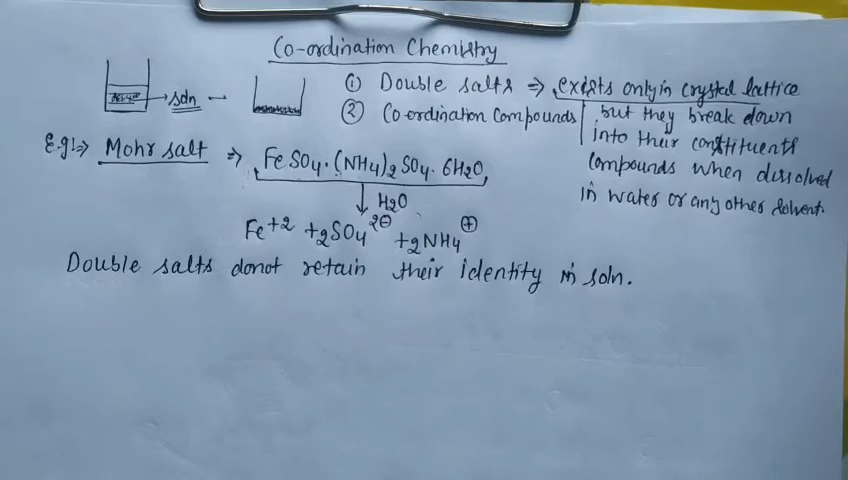 Co-ordination Chemistry
→ soln –
① Double salts ⇒ exists only in crystal lattice
② Co-ordination Compounds
but they break down
into their constituents
compounds when dissolved
in water or any other solvent.
E.g:⇒ Mohr salt ⇒ FeSO4·(NH4)2SO4·6H2O
↓ H2O
Fe+2 + 2SO4 2⊖ + 2NH4 ⊕
Double salts donot retain their identity in soln.